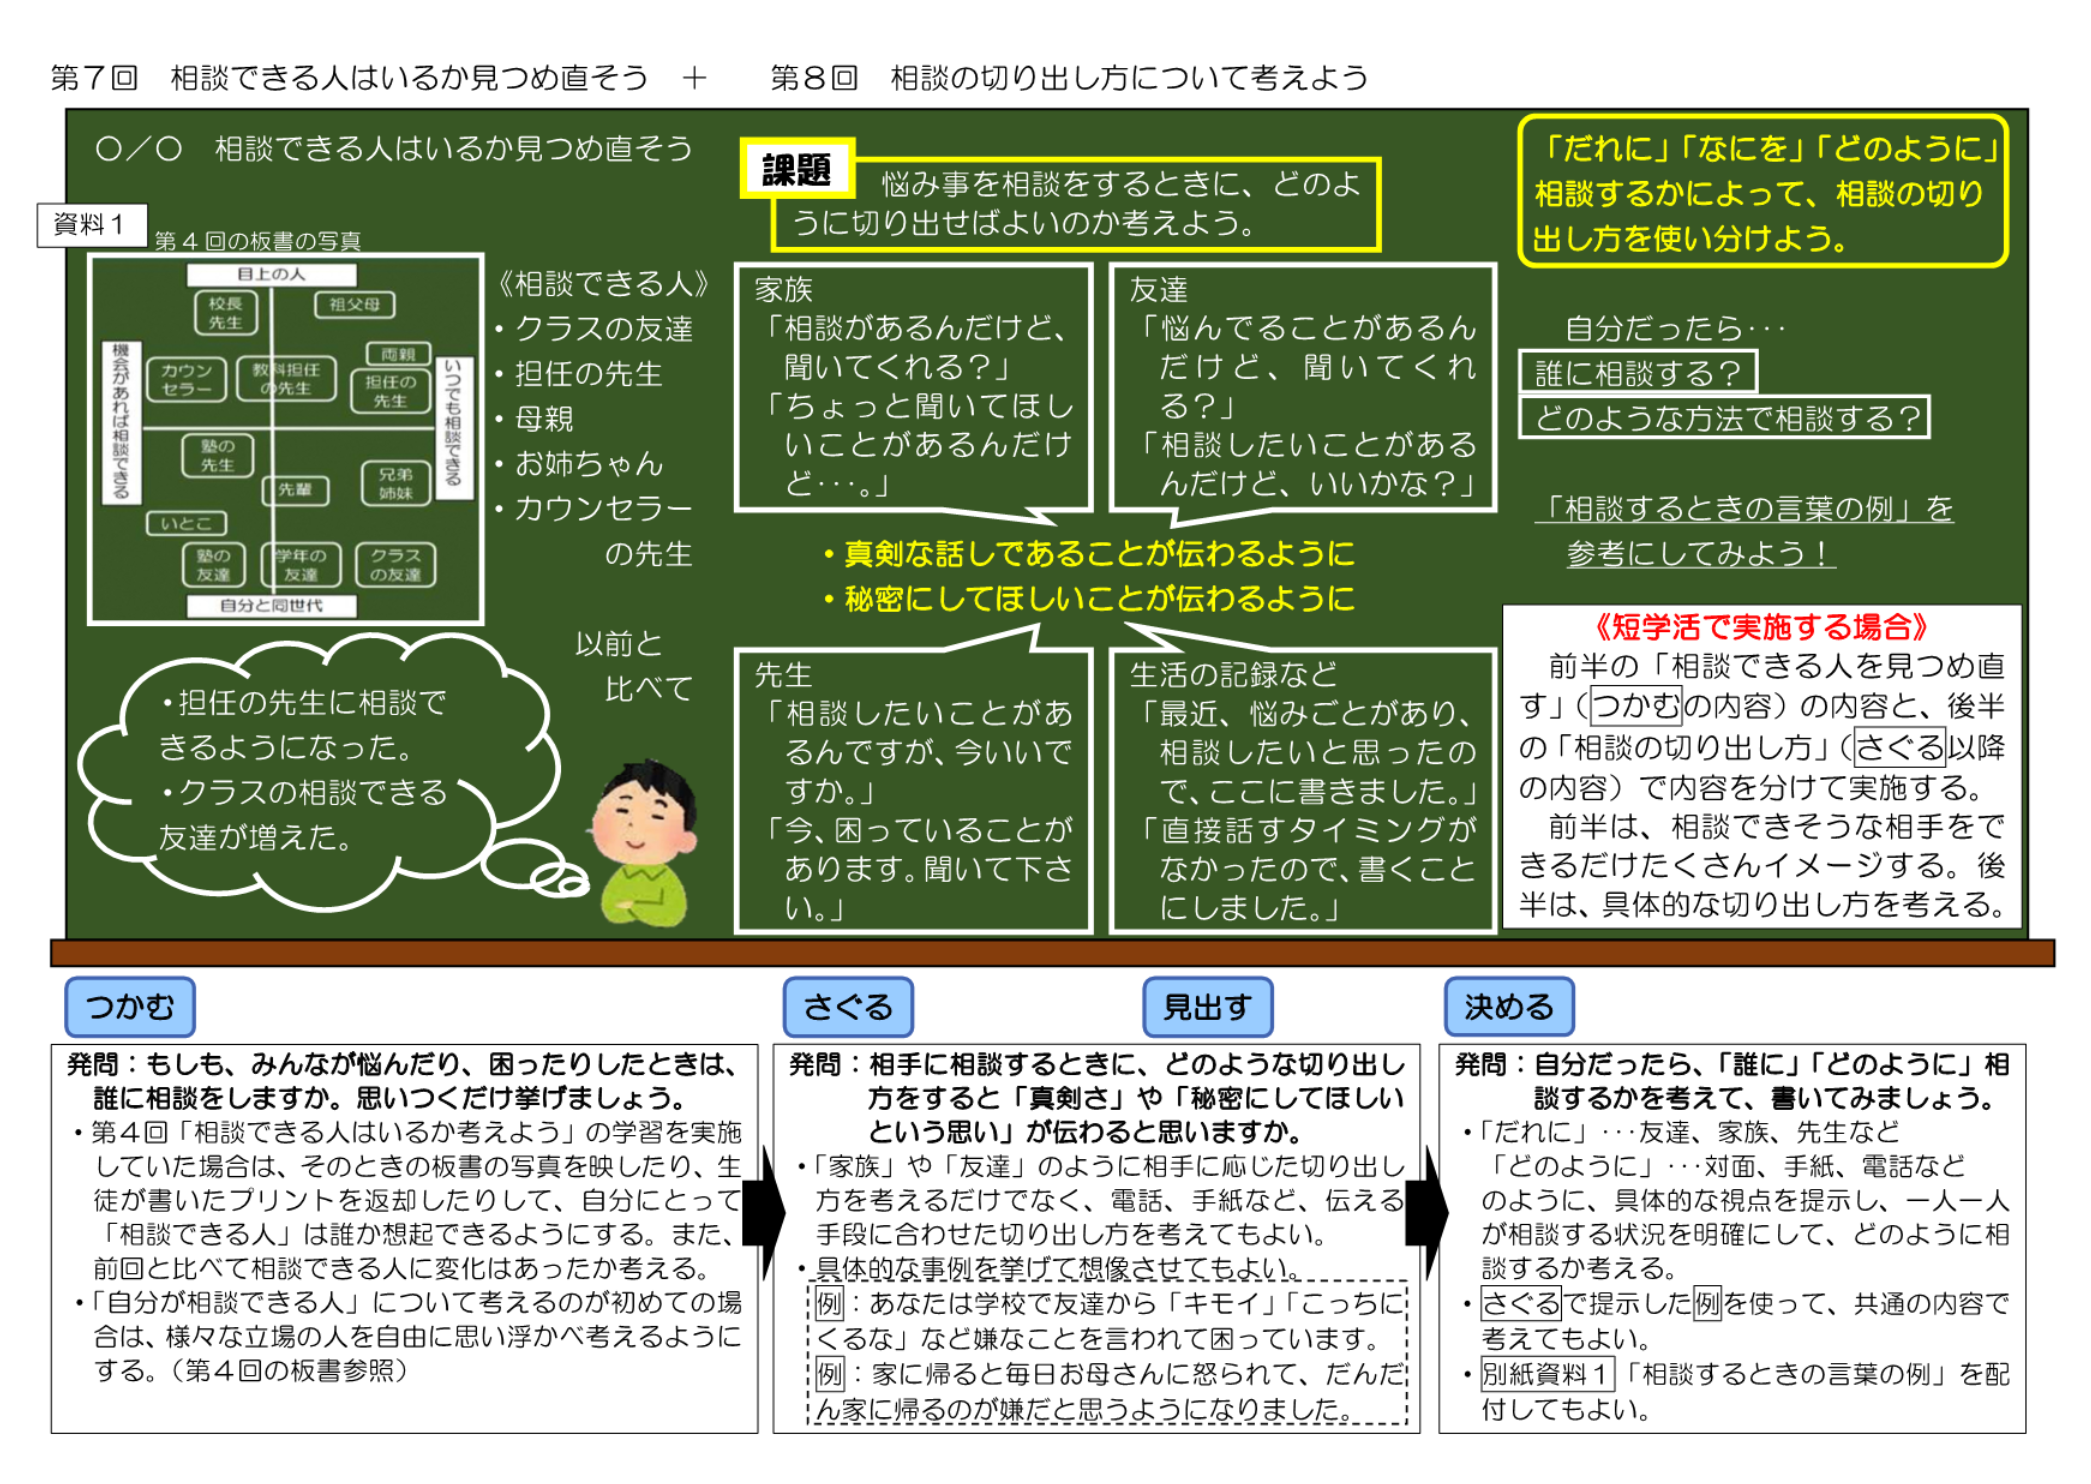 第７回　相談できる人はいるか見つめ直そう　＋　　第８回　相談の切り出し方について考えよう
〇／〇　相談できる人はいるか見つめ直そう
資料１
第４回の板書の写真
目上の人
校長
先生
祖父母
機会があれば相談できる
カウン
セラー
教科担任
の先生
両親
担任の
先生
いつでも相談できる
塾の
先生
先輩
兄弟
姉妹
いとこ
塾の
友達
学年の
友達
クラス
の友達
自分と同世代
《相談できる人》
・クラスの友達
・担任の先生
・母親
・お姉ちゃん
・カウンセラー
の先生
以前と
比べて
・担任の先生に相談で
きるようになった。
・クラスの相談できる
友達が増えた。
課題
悩み事を相談をするときに、どのよ
うに切り出せばよいのか考えよう。
家族
「相談があるんだけど、
聞いてくれる？」
「ちょっと聞いてほし
いことがあるんだけ
ど…。」
友達
「悩んでることがあるん
だけど、聞いてくれ
る？」
「相談したいことがある
んだけど、いいかな？」
・真剣な話しであることが伝わるように
・秘密にしてほしいことが伝わるように
先生
「相談したいことがあ
るんですが、今いいで
すか。」
「今、困っていることが
あります。聞いて下さ
い。」
生活の記録など
「最近、悩みごとがあり、
相談したいと思ったの
で、ここに書きました。」
「直接話すタイミングが
なかったので、書くこと
にしました。」
「だれに」「なにを」「どのように」
相談するかによって、相談の切り
出し方を使い分けよう。
自分だったら…
誰に相談する？
どのような方法で相談する？
「相談するときの言葉の例」を
参考にしてみよう！
《短学活で実施する場合》
前半の「相談できる人を見つめ直
す」（つかむの内容）の内容と、後半
の「相談の切り出し方」（さぐる以降
の内容）で内容を分けて実施する。
前半は、相談できそうな相手をで
きるだけたくさんイメージする。後
半は、具体的な切り出し方を考える。
つかむ
発問：もしも、みんなが悩んだり、困ったりしたときは、
誰に相談をしますか。思いつくだけ挙げましょう。
・第４回「相談できる人はいるか考えよう」の学習を実施
していた場合は、そのときの板書の写真を映したり、生
徒が書いたプリントを返却したりして、自分にとって
「相談できる人」は誰か想起できるようにする。また、
前回と比べて相談できる人に変化はあったか考える。
・「自分が相談できる人」について考えるのが初めての場
合は、様々な立場の人を自由に思い浮かべ考えるように
する。（第４回の板書参照）
さぐる
見出す
発問：相手に相談するときに、どのような切り出し
方をすると「真剣さ」や「秘密にしてほしい
という思い」が伝わると思いますか。
・「家族」や「友達」のように相手に応じた切り出し
方を考えるだけでなく、電話、手紙など、伝える
手段に合わせた切り出し方を考えてもよい。
・具体的な事例を挙げて想像させてもよい。
例：あなたは学校で友達から「キモイ」「こっちに
くるな」など嫌なことを言われて困っています。
例：家に帰ると毎日お母さんに怒られて、だんだ
ん家に帰るのが嫌だと思うようになりました。
決める
発問：自分だったら、「誰に」「どのように」相
談するかを考えて、書いてみましょう。
・「だれに」…友達、家族、先生など
「どのように」…対面、手紙、電話など
のように、具体的な視点を提示し、一人一人
が相談する状況を明確にして、どのように相
談するか考える。
・さぐるで提示した例を使って、共通の内容で
考えてもよい。
・別紙資料１「相談するときの言葉の例」を配
付してもよい。